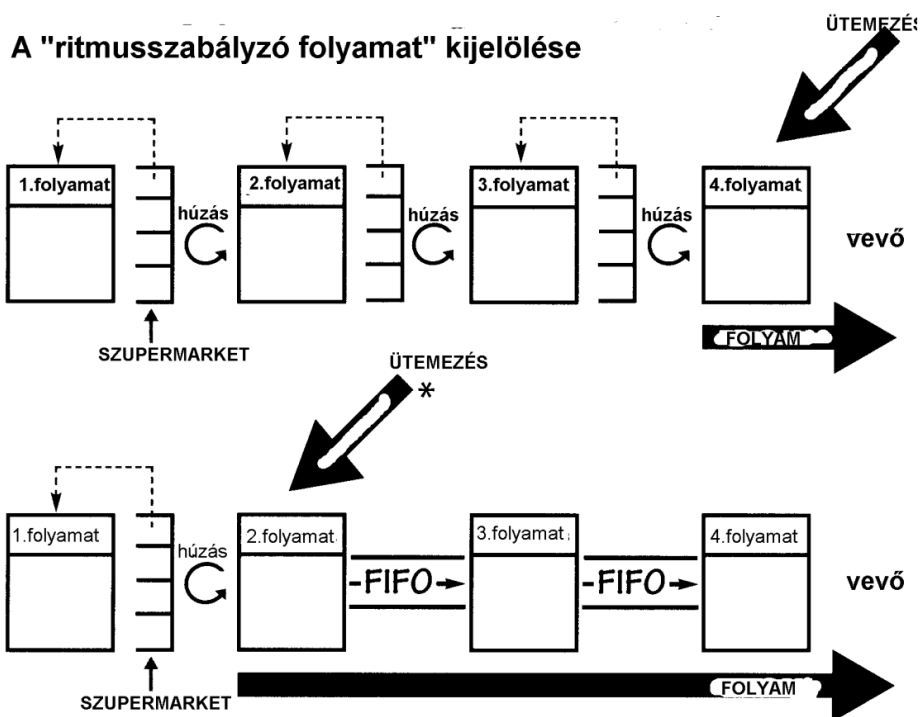 ÜTEMEZÉS
A "ritmusszabályzó folyamat" kijelölése
1.folyamat
húzás
2.folyamat
húzás
3.folyamat
húzás
4.folyamat
vevő
SZUPERMARKET
FOLYAM
ÜTEMEZÉS
*
1.folyamat
húzás
2.folyamat
-FIFO→
3.folyamat
-FIFO→
4.folyamat
vevő
SZUPERMARKET
FOLYAM